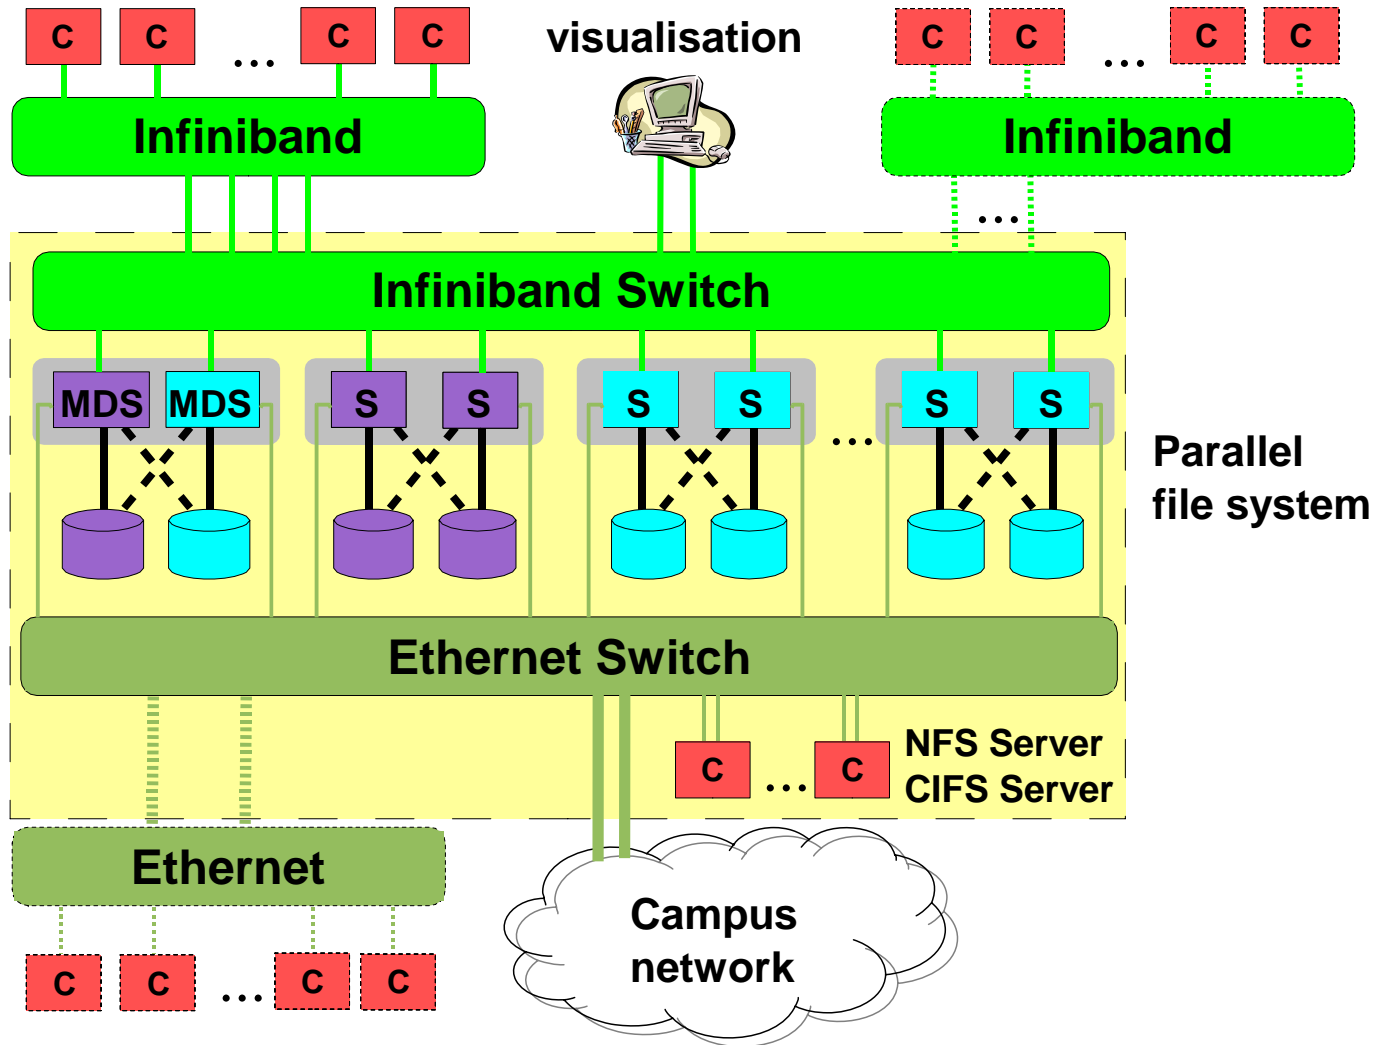 C C ... C C
visualisation
C C ... C C
Infiniband
Infiniband
...
Infiniband Switch
MDS MDS S S S S ... S S
Parallel
file system
Ethernet Switch
C ... C
NFS Server
CIFS Server
Ethernet
Campus
network
C C ... C C